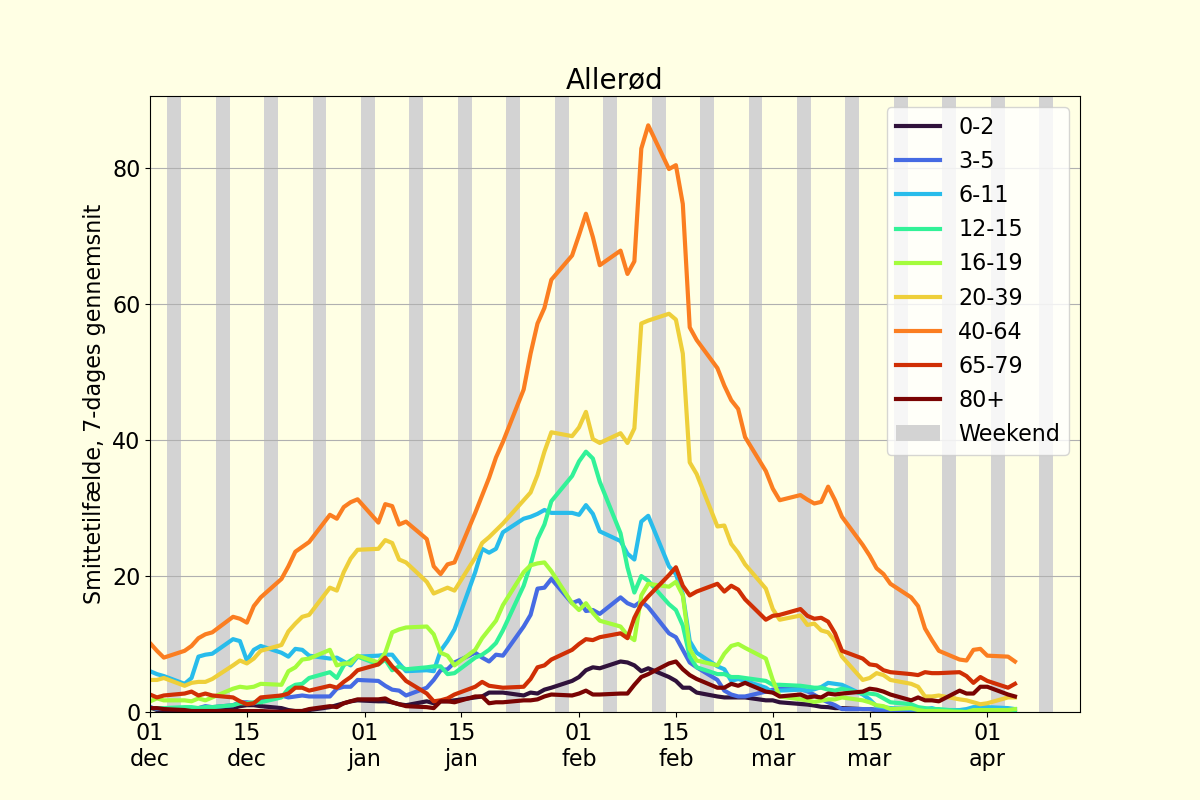 Allerød
Smittetilfælde, 7-dages gennemsnit
80
60
40
20
0
0-2
3-5
6-11
12-15
16-19
20-39
40-64
65-79
80+
Weekend
01 15 01 15 01 15 01 15 01
dec dec jan jan feb feb mar mar apr